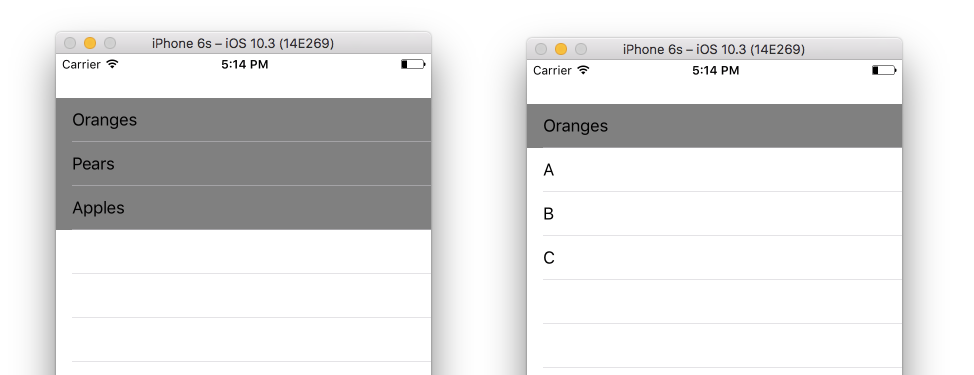 iPhone 6s – iOS 10.3 (14E269)
Carrier 5:14 PM
Oranges
Pears
Apples
iPhone 6s – iOS 10.3 (14E269)
Carrier 5:14 PM
Oranges
A
B
C